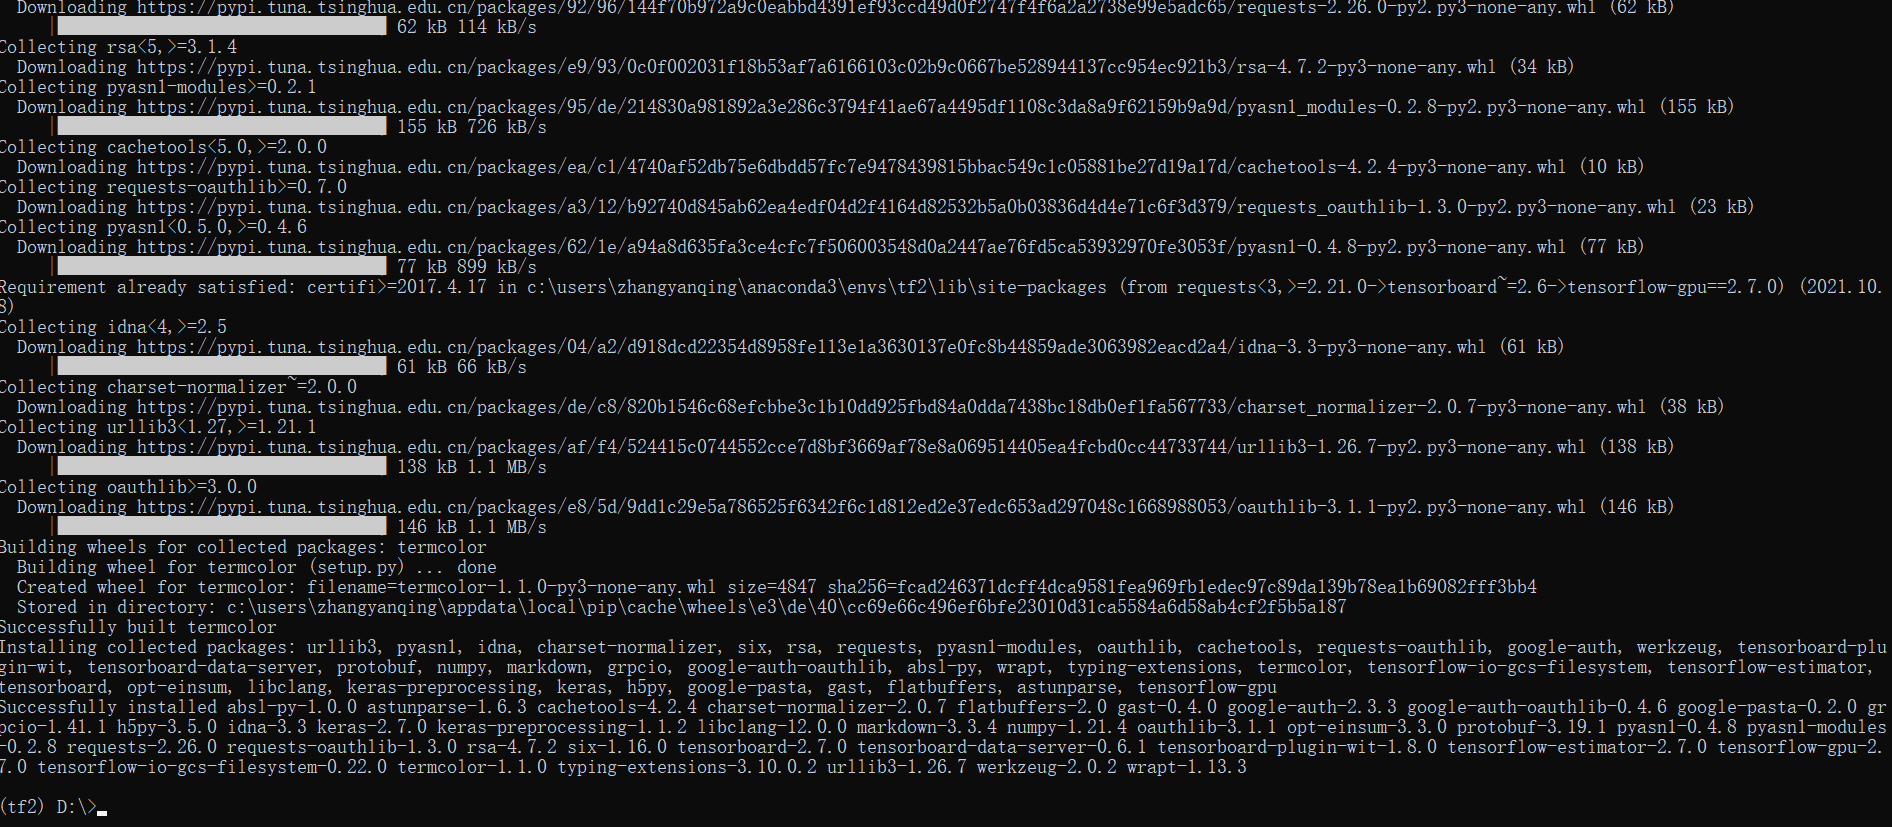 Downloading https://pypi.tuna.tsinghua.edu.cn/packages/92/96/144f70b972a9c0eabbd4391ef93ccd49d0f2747f4f6a2a2738e99e5adc65/requests-2.26.0-py2.py3-none-any.whl (62 kB)
62 kB 114 kB/s
Collecting rsa<5,>=3.1.4
Downloading https://pypi.tuna.tsinghua.edu.cn/packages/e9/93/0c0f002031f18b53af7a6166103c02b9c0667be528944137cc954ec921b3/rsa-4.7.2-py3-none-any.whl (34 kB)
Collecting pyasn1-modules>=0.2.1
Downloading https://pypi.tuna.tsinghua.edu.cn/packages/95/de/214830a981892a3e286c3794f41ae67a4495df1108c3da8a9f62159b9a9d/pyasn1_modules-0.2.8-py2.py3-none-any.whl (155 kB)
155 kB 726 kB/s
Collecting cachetools<5.0,>=2.0.0
Downloading https://pypi.tuna.tsinghua.edu.cn/packages/ea/c1/4740af52db75e6dbdd57fc7e9478439815bbac549c1c05881be27d19a17d/cachetools-4.2.4-py3-none-any.whl (10 kB)
Collecting requests-oauthlib>=0.7.0
Downloading https://pypi.tuna.tsinghua.edu.cn/packages/a3/12/b92740d845ab62ea4edf04d2f4164d82532b5a0b03836d4d4e71c6f3d379/requests_oauthlib-1.3.0-py2.py3-none-any.whl (23 kB)
Collecting pyasn1<0.5.0,>=0.4.6
Downloading https://pypi.tuna.tsinghua.edu.cn/packages/62/1e/a94a8d635fa3ce4cfc7f506003548d0a2447ae76fd5ca53932970fe3053f/pyasn1-0.4.8-py2.py3-none-any.whl (77 kB)
77 kB 899 kB/s
Requirement already satisfied: certifi>=2017.4.17 in c:\users\zhangyanqing\anaconda3\envs\tf2\lib\site-packages (from requests<3,>=2.21.0->tensorboard~=2.6->tensorflow-gpu==2.7.0) (2021.10.
8)
Collecting idna<4,>=2.5
Downloading https://pypi.tuna.tsinghua.edu.cn/packages/04/a2/d918dcd22354d8958fe113e1a3630137e0fc8b44859ade3063982eacd2a4/idna-3.3-py3-none-any.whl (61 kB)
61 kB 66 kB/s
Collecting charset-normalizer~=2.0.0
Downloading https://pypi.tuna.tsinghua.edu.cn/packages/de/c8/820b1546c68efcbbe3c1b10dd925fbd84a0dda7438bc18db0ef1fa567733/charset_normalizer-2.0.7-py3-none-any.whl (38 kB)
Collecting urllib3<1.27,>=1.21.1
Downloading https://pypi.tuna.tsinghua.edu.cn/packages/af/f4/524415c0744552cce7d8bf3669af78e8a069514405ea4fcbd0cc44733744/urllib3-1.26.7-py2.py3-none-any.whl (138 kB)
138 kB 1.1 MB/s
Collecting oauthlib>=3.0.0
Downloading https://pypi.tuna.tsinghua.edu.cn/packages/e8/5d/9dd1c29e5a786525f6342f6c1d812ed2e37edc653ad297048c1668988053/oauthlib-3.1.1-py2.py3-none-any.whl (146 kB)
146 kB 1.1 MB/s
Building wheels for collected packages: termcolor
Building wheel for termcolor (setup.py) ... done
Created wheel for termcolor: filename=termcolor-1.1.0-py3-none-any.whl size=4847 sha256=fcad246371dcff4dca9581fea969fb1edec97c89da139b78ea1b69082fff3bb4
Stored in directory: c:\users\zhangyanqing\appdata\local\pip\cache\wheels\e3\de\40\cc69e66c496ef6bfe23010d31ca5584a6d58ab4cf2f5b5a187
Successfully built termcolor
Installing collected packages: urllib3, pyasn1, idna, charset-normalizer, six, rsa, requests, pyasn1-modules, oauthlib, cachetools, requests-oauthlib, google-auth, werkzeug, tensorboard-plu
gin-wit, tensorboard-data-server, protobuf, numpy, markdown, grpcio, google-auth-oauthlib, absl-py, wrapt, typing-extensions, termcolor, tensorflow-io-gcs-filesystem, tensorflow-estimator,
tensorboard, opt-einsum, libclang, keras-preprocessing, keras, h5py, google-pasta, gast, flatbuffers, astunparse, tensorflow-gpu
Successfully installed absl-py-1.0.0 astunparse-1.6.3 cachetools-4.2.4 charset-normalizer-2.0.7 flatbuffers-2.0 gast-0.4.0 google-auth-2.3.3 google-auth-oauthlib-0.4.6 google-pasta-0.2.0 gr
pcio-1.41.1 h5py-3.5.0 idna-3.3 keras-2.7.0 keras-preprocessing-1.1.2 libclang-12.0.0 markdown-3.3.4 numpy-1.21.4 oauthlib-3.1.1 opt-einsum-3.3.0 protobuf-3.19.1 pyasn1-0.4.8 pyasn1-modules
-0.2.8 requests-2.26.0 requests-oauthlib-1.3.0 rsa-4.7.2 six-1.16.0 tensorboard-2.7.0 tensorboard-data-server-0.6.1 tensorboard-plugin-wit-1.8.0 tensorflow-estimator-2.7.0 tensorflow-gpu-2.
7.0 tensorflow-io-gcs-filesystem-0.22.0 termcolor-1.1.0 typing-extensions-3.10.0.2 urllib3-1.26.7 werkzeug-2.0.2 wrapt-1.13.3
(tf2) D:\>